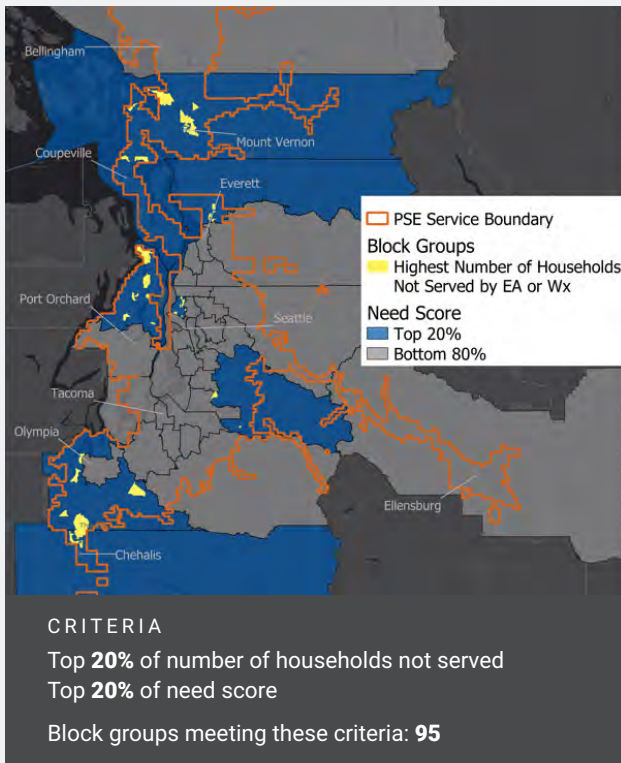 Bellingham
Mount Vernon
Coupeville
Everett
PSE Service Boundary
Block Groups
Highest Number of Households
Not Served by EA or Wx
Need Score
Top 20%
Bottom 80%
Port Orchard
Seattle
Tacoma
Olympia
Ellensburg
Chehalis
CRITERIA
Top 20% of number of households not served
Top 20% of need score
Block groups meeting these criteria: 95